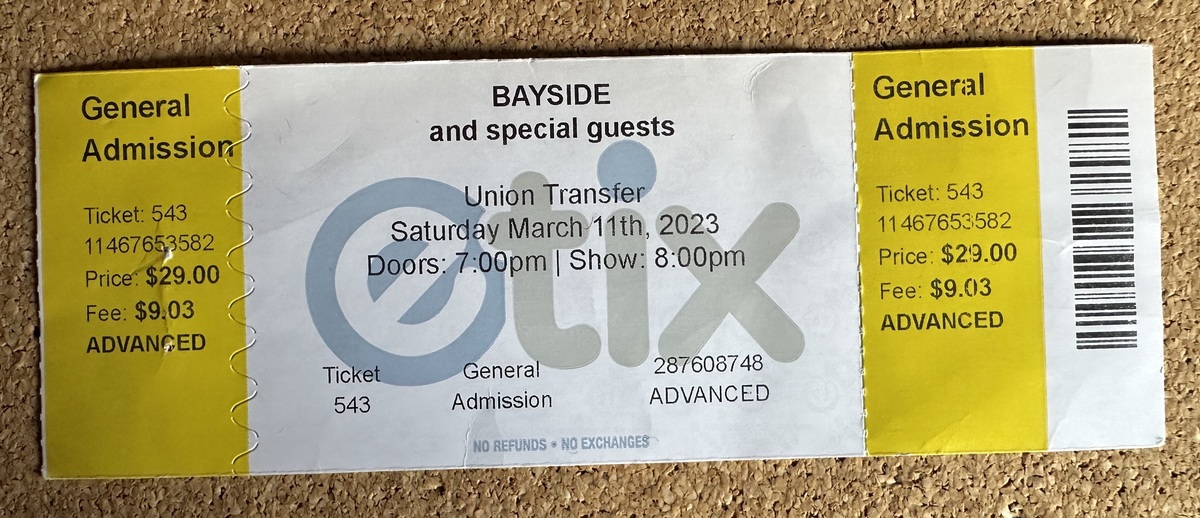 General
Admission
Ticket: 543
11467653582
Price: $29.00
Fee: $9.03
ADVANCED
BAYSIDE
and special guests
etix
Union Transfer
Saturday March 11th, 2023
Doors: 7:00pm | Show: 8:00pm
Ticket
543
General
Admission
287608748
ADVANCED
NO REFUNDS • NO EXCHANGES
General
Admission
Ticket: 543
11467653582
Price: $29.00
Fee: $9.03
ADVANCED